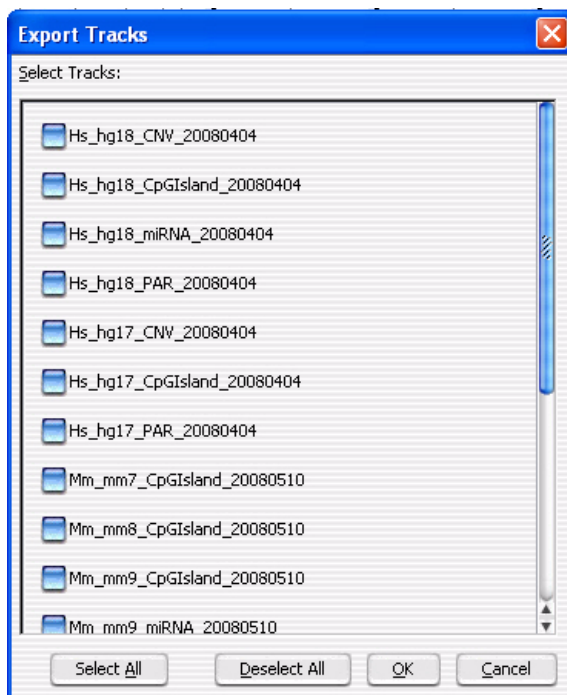 Export Tracks
Select Tracks:
Hs_hg18_CNV_20080404
Hs_hg18_CpGIsland_20080404
Hs_hg18_miRNA_20080404
Hs_hg18_PAR_20080404
Hs_hg17_CNV_20080404
Hs_hg17_CpGIsland_20080404
Hs_hg17_PAR_20080404
Mm_mm7_CpGIsland_20080510
Mm_mm8_CpGIsland_20080510
Mm_mm9_CpGIsland_20080510
Mm_mm9_miRNA_20080510
Select All Deselect All OK Cancel